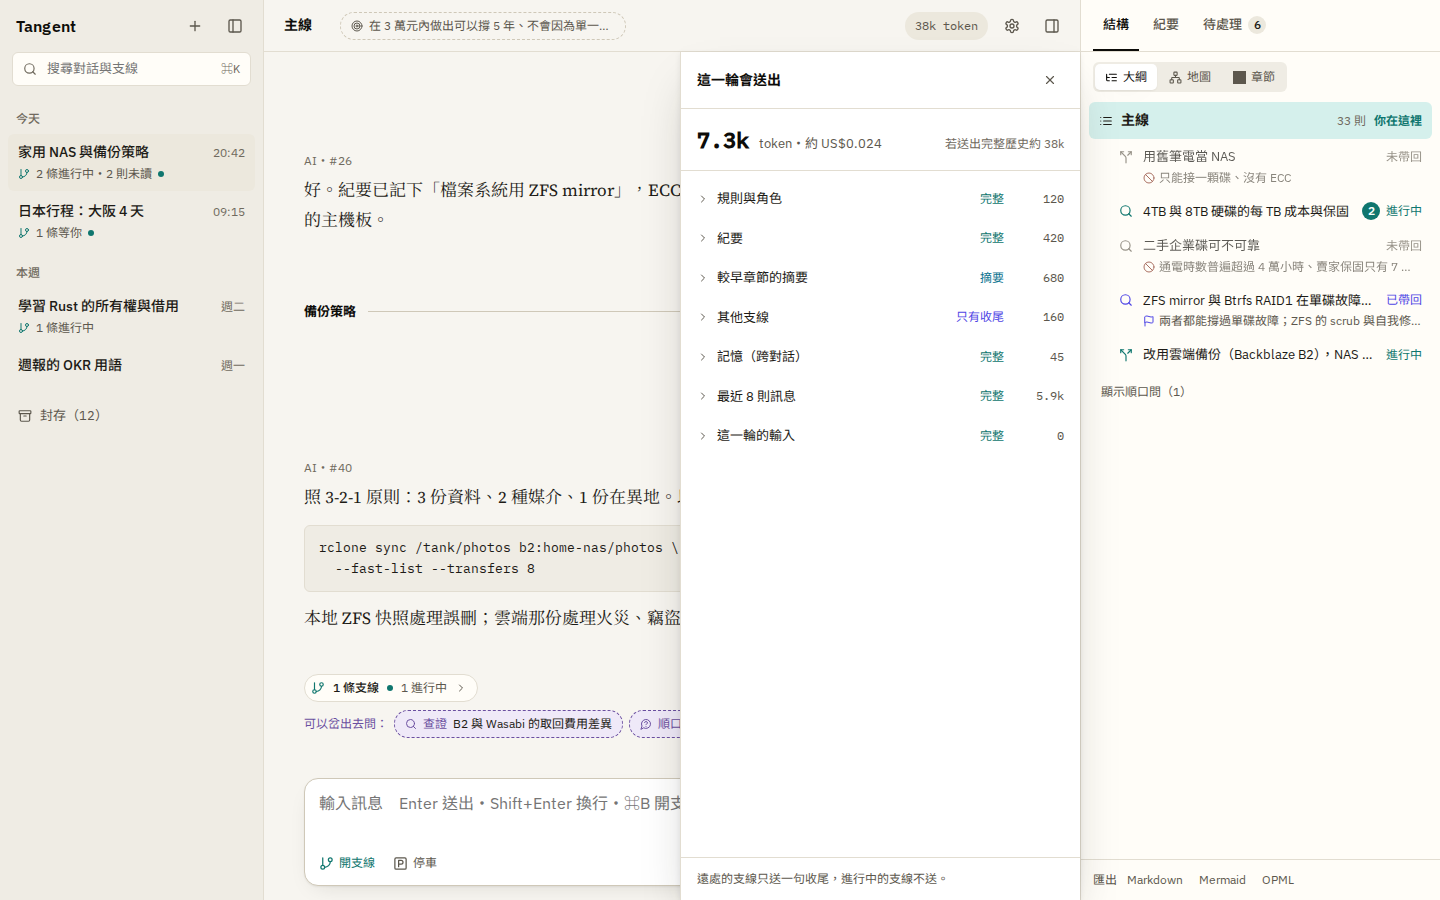 Tangent
搜尋對話與支線 ⌘K
今天
家用 NAS 與備份策略 20:42
2 條進行中・2 則未讀
日本行程：大阪 4 天 09:15
1 條等你
本週
學習 Rust 的所有權與借用 週二
1 條進行中
週報的 OKR 用語 週一
封存（12）
主線
在 3 萬元內做出可以撐 5 年、不會因為單一…
38k token
AI・#26
好。紀要已記下「檔案系統用 ZFS mirror」，ECC
的主機板。
備份策略
AI・#40
照 3-2-1 原則：3 份資料、2 種媒介、1 份在異地。
rclone sync /tank/photos b2:home-nas/photos \
--fast-list --transfers 8
本地 ZFS 快照處理誤刪；雲端那份處理火災、竊盜
1 條支線 1 進行中
可以岔出去問：
查證 B2 與 Wasabi 的取回費用差異
順口
輸入訊息 Enter 送出・Shift+Enter 換行・⌘B 開支
開支線
停車
這一輪會送出
7.3k token・約 US$0.024
若送出完整歷史約 38k
規則與角色 完整 120
紀要 完整 420
較早章節的摘要 摘要 680
其他支線 只有收尾 160
記憶（跨對話） 完整 45
最近 8 則訊息 完整 5.9k
這一輪的輸入 完整 0
遠處的支線只送一句收尾，進行中的支線不送。
結構 紀要 待處理 6
大綱 地圖 章節
主線 33 則 你在這裡
用舊筆電當 NAS 未帶回
只能接一顆碟、沒有 ECC
4TB 與 8TB 硬碟的每 TB 成本與保固 2 進行中
二手企業碟可不可靠 未帶回
通電時數普遍超過 4 萬小時、賣家保固只有 7 …
ZFS mirror 與 Btrfs RAID1 在單碟故障… 已帶回
兩者都能撐過單碟故障；ZFS 的 scrub 與自我修…
改用雲端備份（Backblaze B2），NAS … 進行中
顯示順口問（1）
匯出 Markdown Mermaid OPML